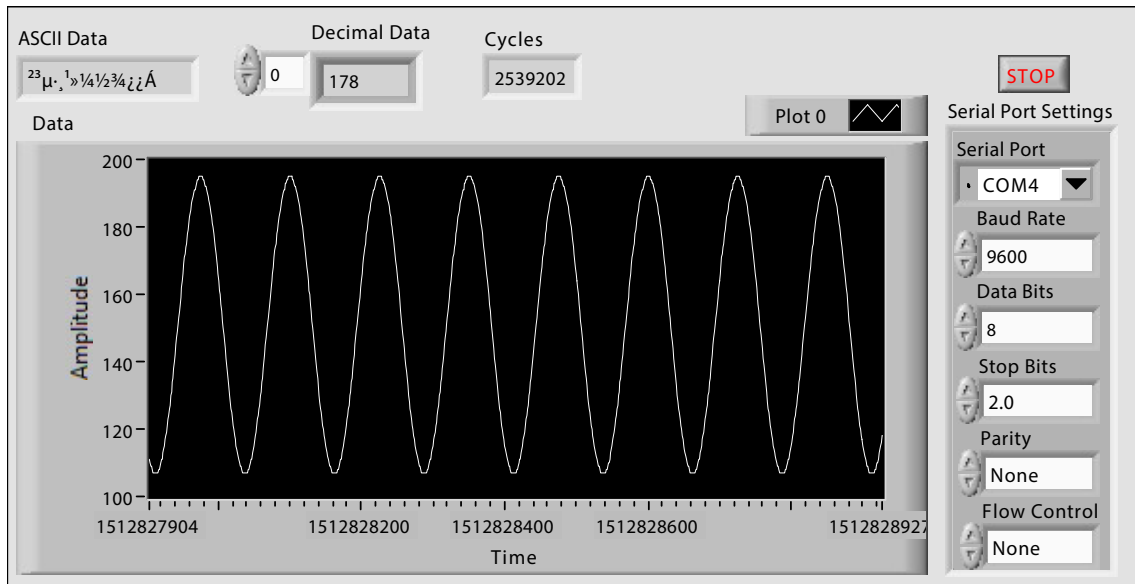 ASCII Data
²³µ·¸¹»¼½¾¿¿Á
0
Decimal Data
178
Cycles
2539202
STOP
Plot 0
Data
Amplitude
200
180
160
140
120
100
1512827904
1512828200
1512828400
1512828600
1512828927
Time
Serial Port Settings
Serial Port
COM4
Baud Rate
9600
Data Bits
8
Stop Bits
2.0
Parity
None
Flow Control
None